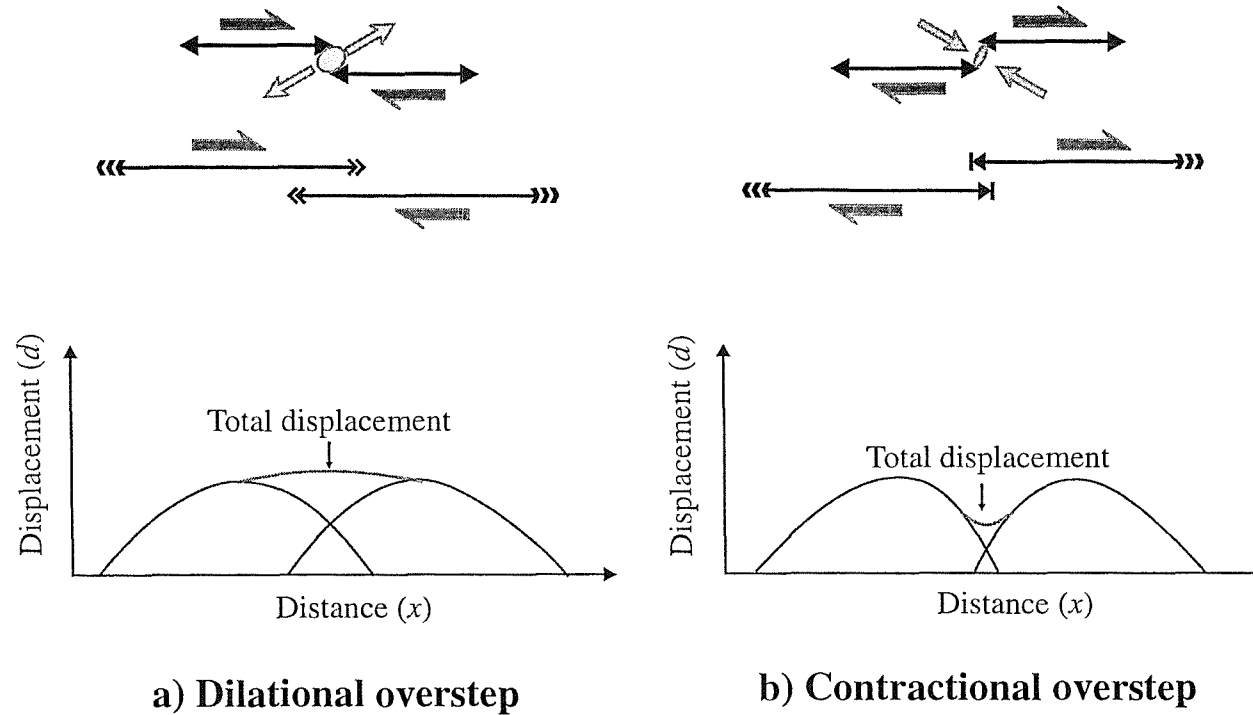 Displacement (d)
Total displacement
Distance (x)
a) Dilational overstep
Displacement (d)
Total displacement
Distance (x)
b) Contractional overstep